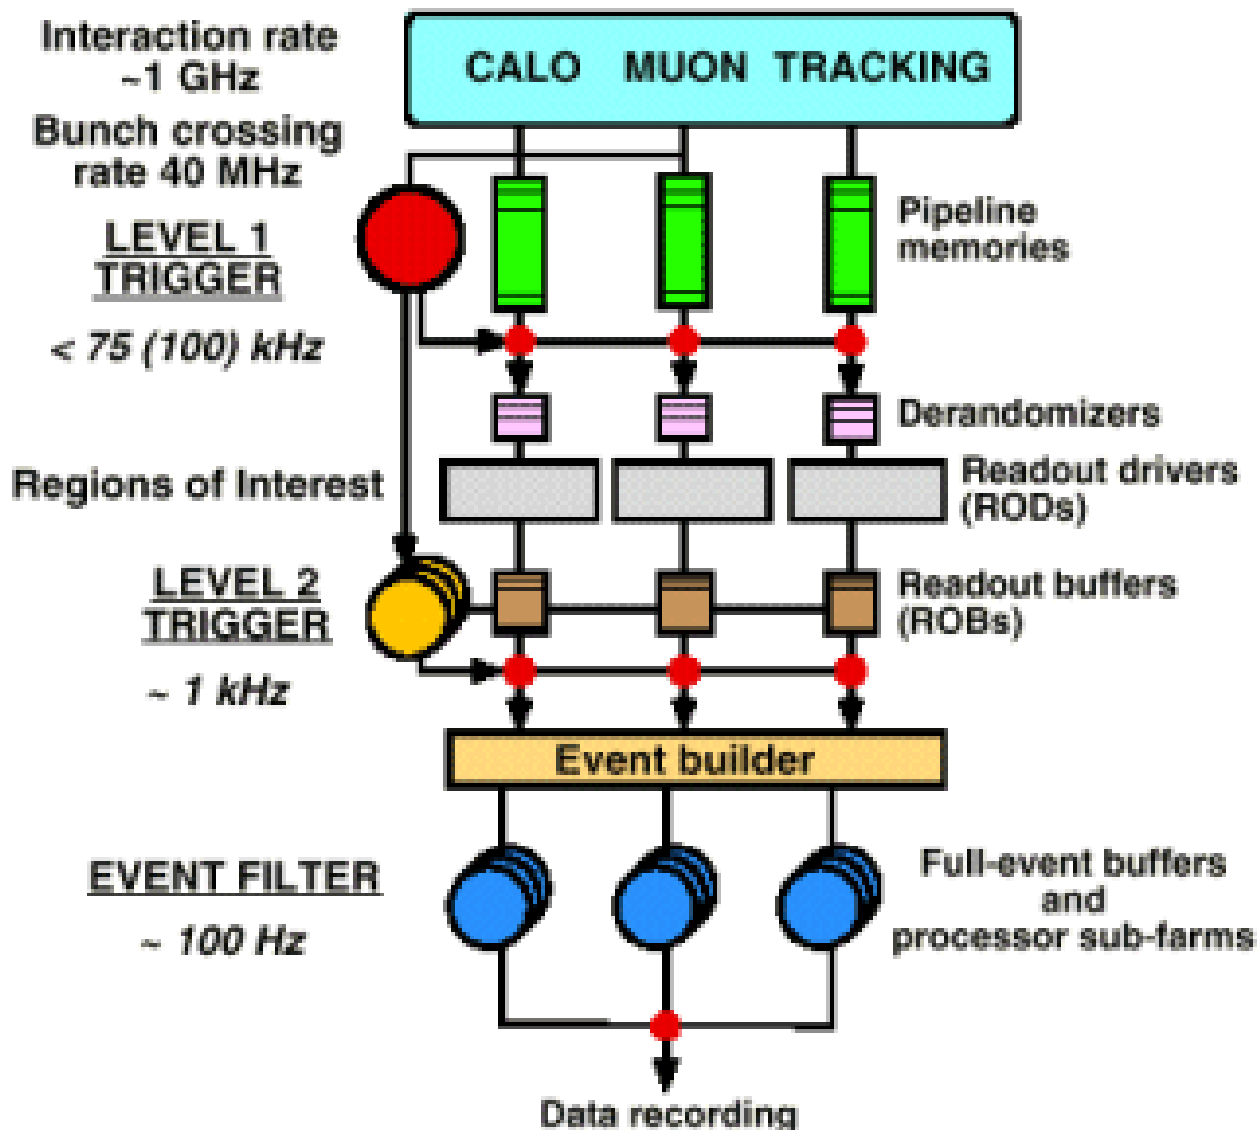 Interaction rate
~1 GHz
CALO MUON TRACKING
Bunch crossing
rate 40 MHz
LEVEL 1
TRIGGER
Pipeline
memories
< 75 (100) kHz
Derandomizers
Regions of Interest
Readout drivers
(RODs)
LEVEL 2
TRIGGER
Readout buffers
(ROBs)
~ 1 kHz
Event builder
EVENT FILTER
~ 100 Hz
Full-event buffers
and
processor sub-farms
Data recording